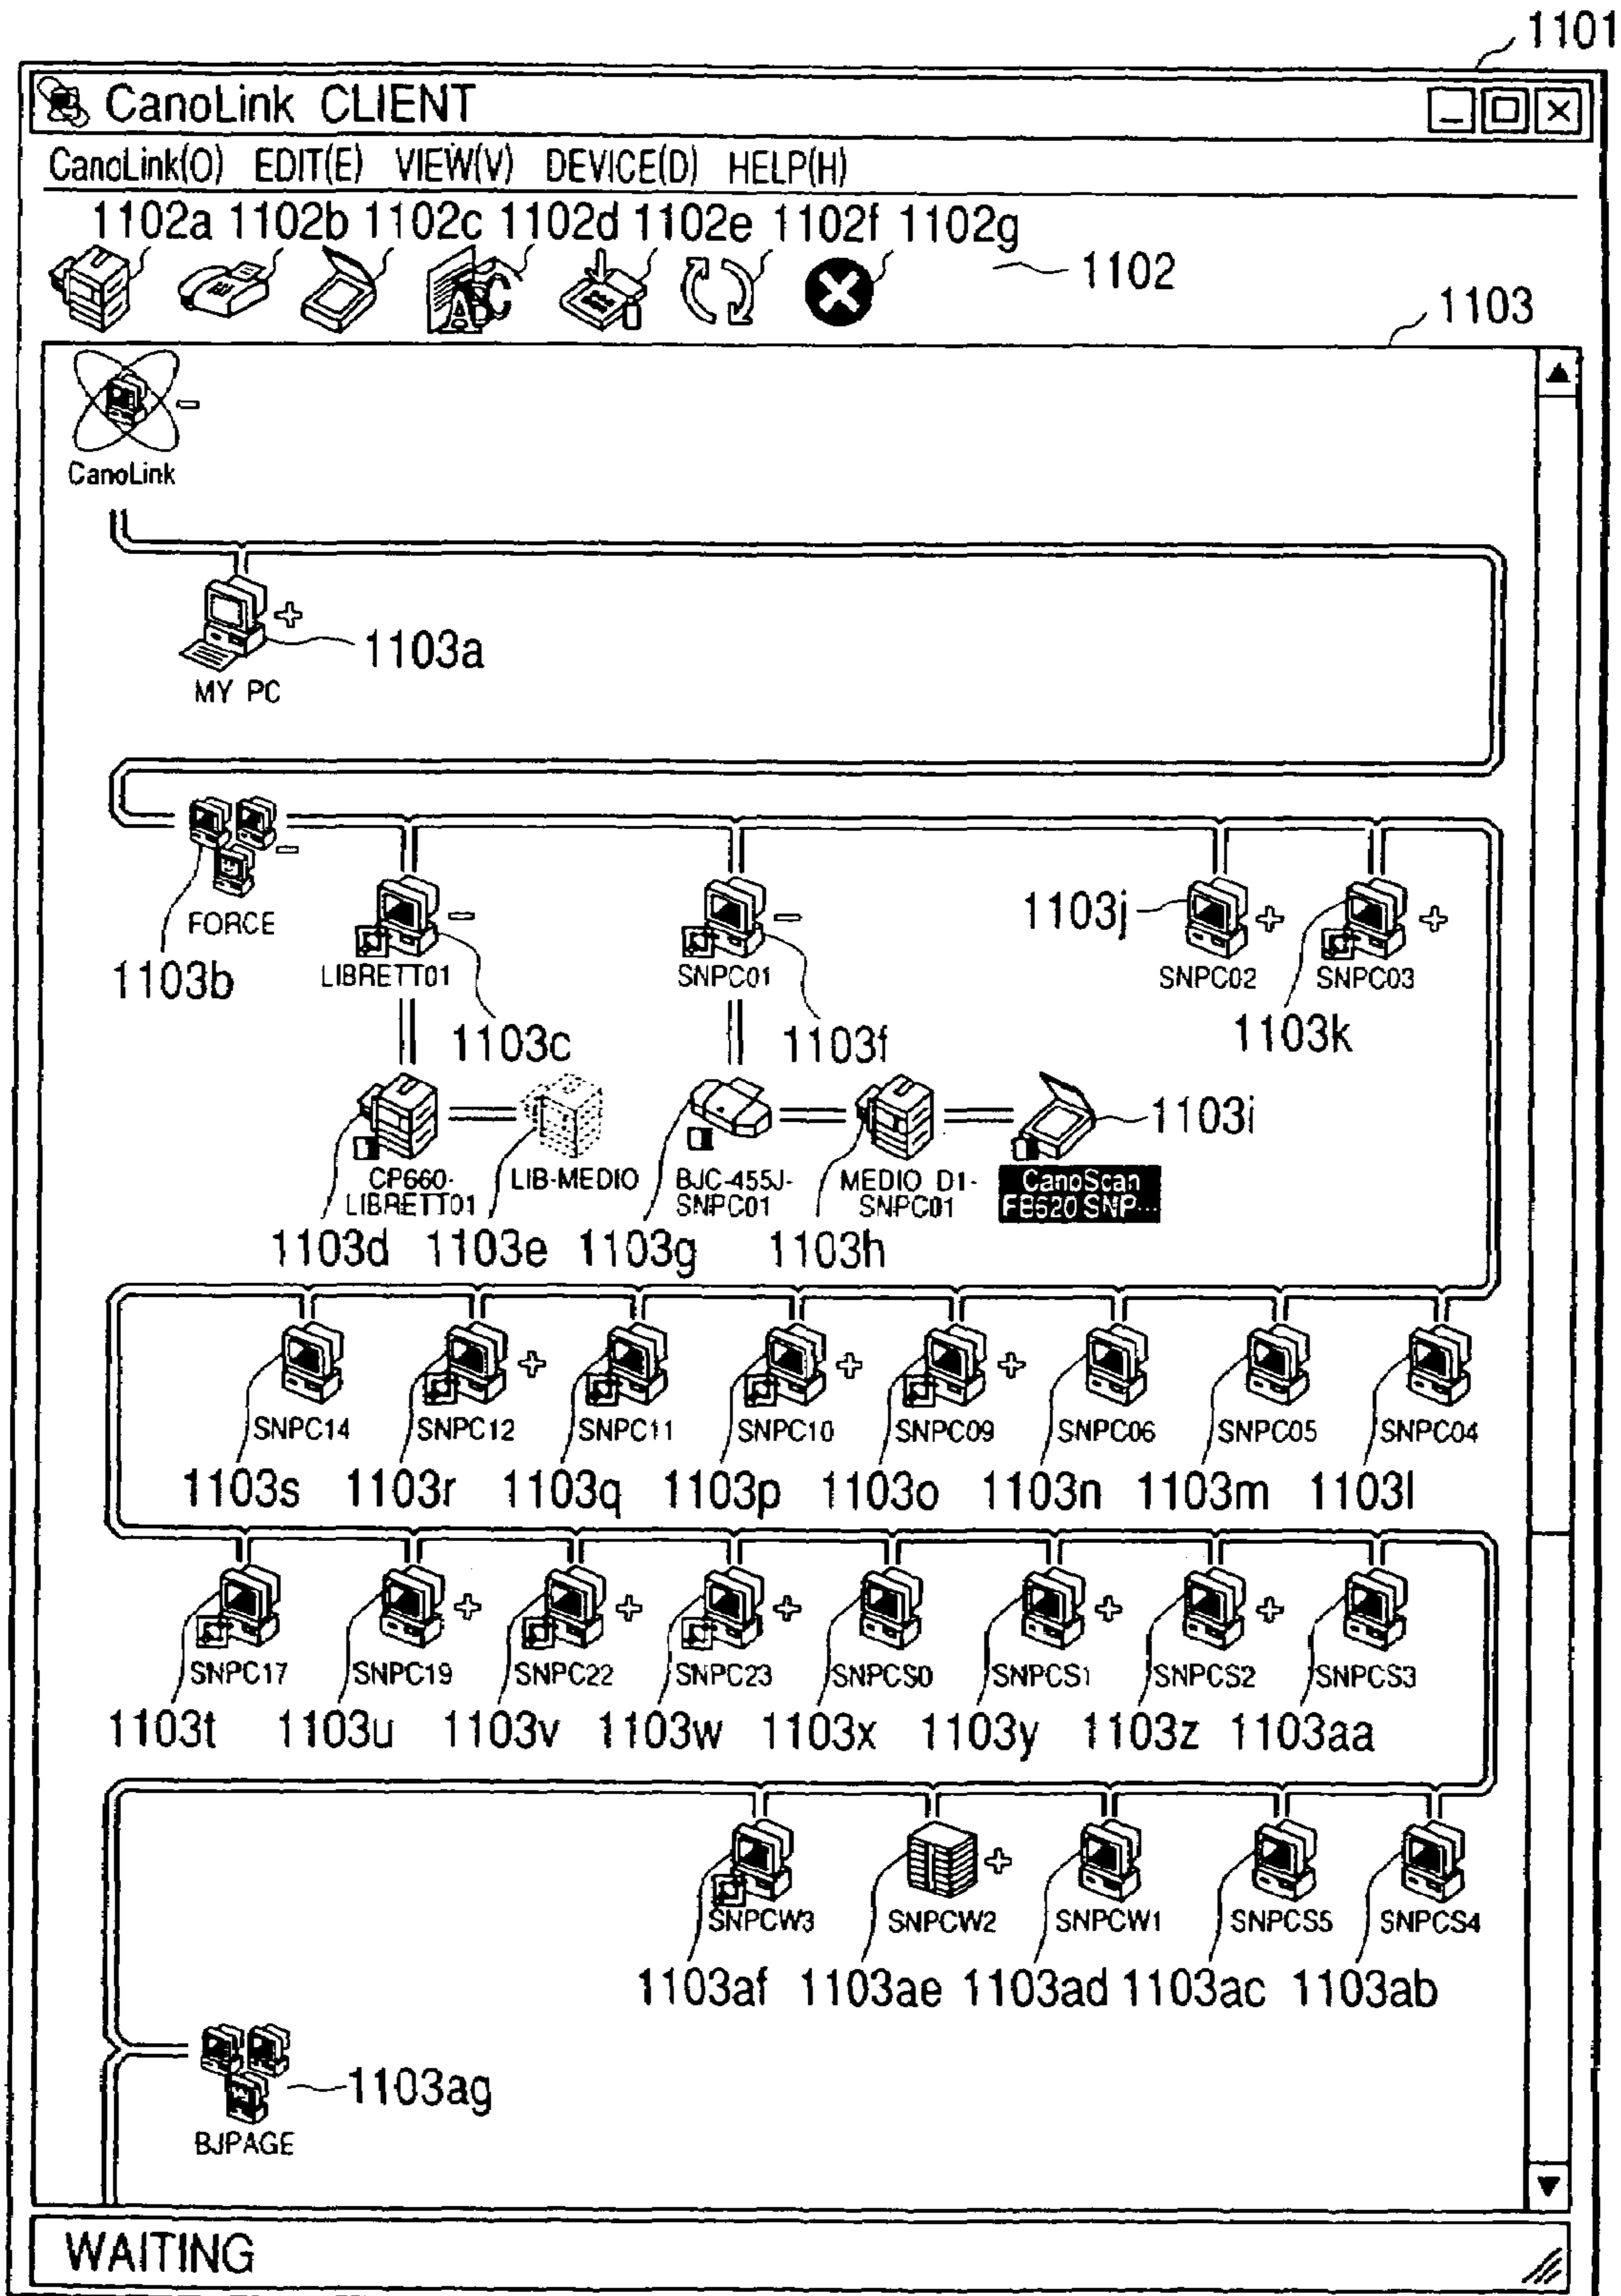 1101
CanoLink CLIENT
CanoLink(O) EDIT(E) VIEW(V) DEVICE(D) HELP(H)
1102a 1102b 1102c 1102d 1102e 1102f 1102g
1102
ABC
1103
CanoLink
1103a
MY PC
FORCE
1103b
1103j
LIBRETT01
SNPC01
SNPC02
SNPC03
1103c
1103f
1103k
1103i
CP660-
LIBRETT01
LIB-MEDIO
BJC-455J-
SNPC01
MEDIO D1-
SNPC01
CanoScan
FB620 SNP...
1103d 1103e 1103g 1103h
SNPC14 SNPC12 SNPC11 SNPC10 SNPC09 SNPC06 SNPC05 SNPC04
1103s 1103r 1103q 1103p 1103o 1103n 1103m 1103l
SNPC17 SNPC19 SNPC22 SNPC23 SNPCS0 SNPCS1 SNPCS2 SNPCS3
1103t 1103u 1103v 1103w 1103x 1103y 1103z 1103aa
SNPCW3 SNPCW2 SNPCW1 SNPCS5 SNPCS4
1103af 1103ae 1103ad 1103ac 1103ab
1103ag
BJPAGE
WAITING